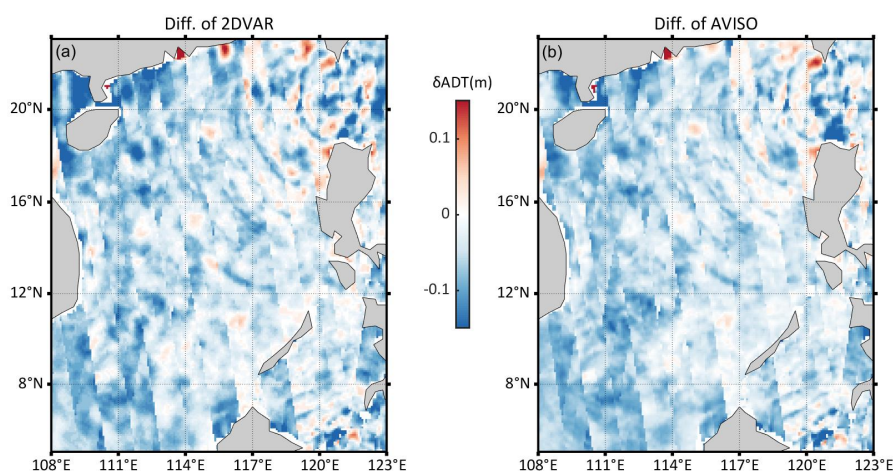 Diff. of 2DVAR
Diff. of AVISO
(a)
(b)
δADT(m)
20°N
16°N
12°N
8°N
0.1
0
-0.1
20°N
16°N
12°N
8°N
108°E 111°E 114°E 117°E 120°E 123°E
108°E 111°E 114°E 117°E 120°E 123°E